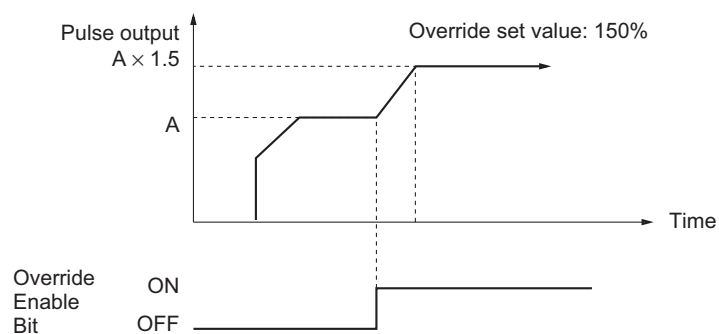 Pulse output
Override set value: 150%
A × 1.5
A
Time
Override
Enable
Bit
ON
OFF